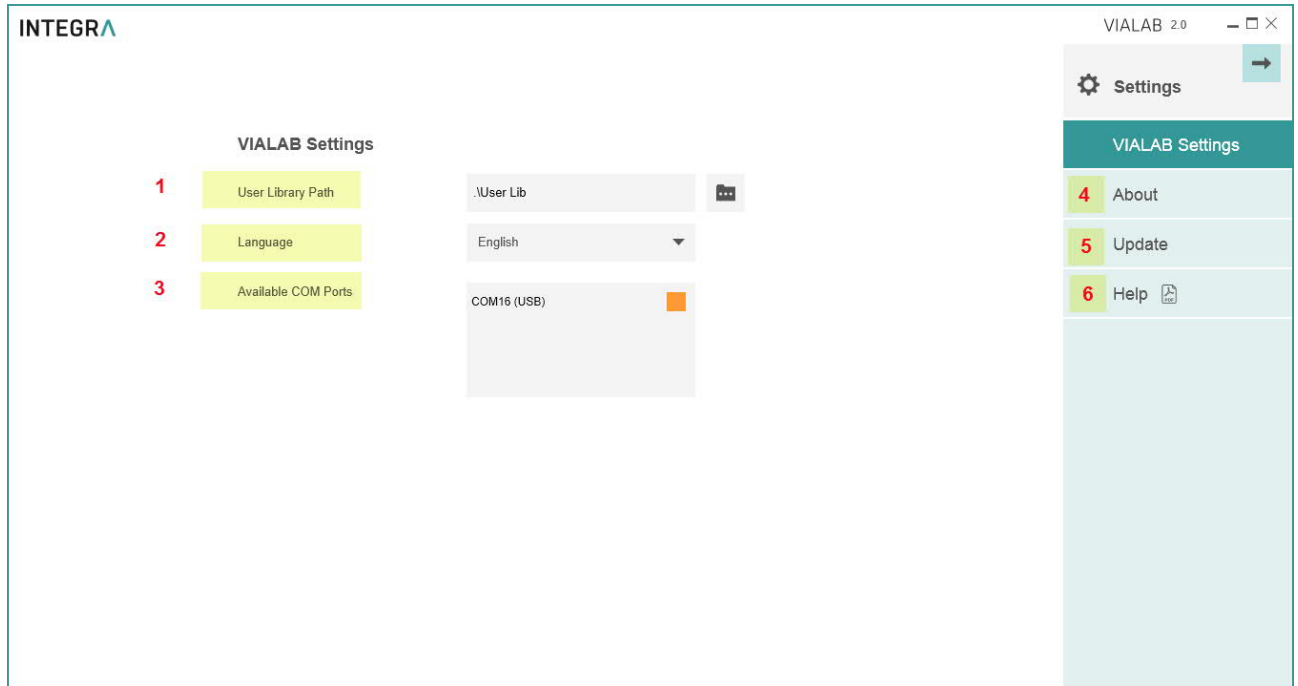 INTEGRA
VIALAB 2.0
Settings
VIALAB Settings
VIALAB Settings
1 User Library Path .\User Lib
2 Language English
3 Available COM Ports COM16 (USB)
4 About
5 Update
6 Help PDF